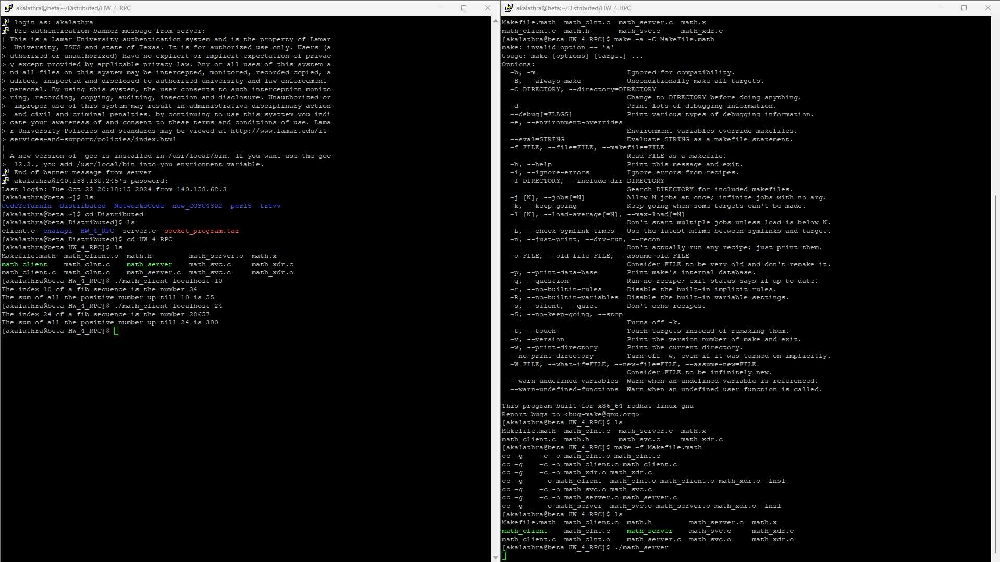 akalathra@beta:~/Distributed/HW_4_RPC
login as: akalathra
Pre-authentication banner message from server:
| This is a Lamar University authentication system and is the property of Lamar
>  University, TSUS and state of Texas. It is for authorized use only. Users (a
> uthorized or unauthorized) have no explicit or implicit expectation of privac
> y except provided by applicable privacy law. Any or all uses of this system a
> nd all files on this system may be intercepted, monitored, recorded copied, a
> udited, inspected and disclosed to authorized university and law enforcement
> personal. By using this system, the user consents to such interception monito
> ring, recording, copying, auditing, insection and disclosure. Unauthorized or
>  improper use of this system may result in administrative disciplinary action
>  and civil and criminal penalties. by continuing to use this systtem you indi
> cate your awareness of and consent to these terms and conditions of use. Lama
> r University Policies and standards may be viewed at http://www.lamar.edu/it-
> services-and-support/policies/index.html
|
| A new version of  gcc is installed in /usr/local/bin. If you want use the gcc
>  12.2., you add /usr/local/bin into you envrionment variable.
End of banner message from server
akalathra@140.158.130.245's password:
Last login: Tue Oct 22 20:18:15 2024 from 140.158.68.3
[akalathra@beta ~]$ ls
CodeToTurnIn  Distributed  NetworksCode  new_COSC4302  perl5  trevv
[akalathra@beta ~]$ cd Distributed
[akalathra@beta Distributed]$ ls
client.c  cnaiapi  HW_4_RPC  server.c  socket_program.tar
[akalathra@beta Distributed]$ cd HW_4_RPC
[akalathra@beta HW_4_RPC]$ ls
Makefile.math  math_client.o  math.h         math_server.o  math.x
math_client    math_clnt.c    math_server    math_svc.c     math_xdr.c
math_client.c  math_clnt.o    math_server.c  math_svc.o     math_xdr.o
[akalathra@beta HW_4_RPC]$ ./math_client localhost 10
The index 10 of a fib sequence is the number 34
The sum of all the positive number up till 10 is 55
[akalathra@beta HW_4_RPC]$ ./math_client localhost 24
The index 24 of a fib sequence is the number 28657
The sum of all the positive number up till 24 is 300
[akalathra@beta HW_4_RPC]$
akalathra@beta:~/Distributed/HW_4_RPC
Makefile.math  math_clnt.c  math_server.c  math.x
math_client.c  math.h       math_svc.c     math_xdr.c
[akalathra@beta HW_4_RPC]$ make -a -C MakeFile.math
make: invalid option -- 'a'
Usage: make [options] [target] ...
Options:
  -b, -m                      Ignored for compatibility.
  -B, --always-make           Unconditionally make all targets.
  -C DIRECTORY, --directory=DIRECTORY
                              Change to DIRECTORY before doing anything.
  -d                          Print lots of debugging information.
  --debug[=FLAGS]             Print various types of debugging information.
  -e, --environment-overrides
                              Environment variables override makefiles.
  --eval=STRING               Evaluate STRING as a makefile statement.
  -f FILE, --file=FILE, --makefile=FILE
                              Read FILE as a makefile.
  -h, --help                  Print this message and exit.
  -i, --ignore-errors         Ignore errors from recipes.
  -I DIRECTORY, --include-dir=DIRECTORY
                              Search DIRECTORY for included makefiles.
  -j [N], --jobs[=N]          Allow N jobs at once; infinite jobs with no arg.
  -k, --keep-going            Keep going when some targets can't be made.
  -l [N], --load-average[=N], --max-load[=N]
                              Don't start multiple jobs unless load is below N.
  -L, --check-symlink-times   Use the latest mtime between symlinks and target.
  -n, --just-print, --dry-run, --recon
                              Don't actually run any recipe; just print them.
  -o FILE, --old-file=FILE, --assume-old=FILE
                              Consider FILE to be very old and don't remake it.
  -p, --print-data-base       Print make's internal database.
  -q, --question              Run no recipe; exit status says if up to date.
  -r, --no-builtin-rules      Disable the built-in implicit rules.
  -R, --no-builtin-variables  Disable the built-in variable settings.
  -s, --silent, --quiet       Don't echo recipes.
  -S, --no-keep-going, --stop
                              Turns off -k.
  -t, --touch                 Touch targets instead of remaking them.
  -v, --version               Print the version number of make and exit.
  -w, --print-directory       Print the current directory.
  --no-print-directory        Turn off -w, even if it was turned on implicitly.
  -W FILE, --what-if=FILE, --new-file=FILE, --assume-new=FILE
                              Consider FILE to be infinitely new.
  --warn-undefined-variables  Warn when an undefined variable is referenced.
  --warn-undefined-functions  Warn when an undefined user function is called.
This program built for x86_64-redhat-linux-gnu
Report bugs to <bug-make@gnu.org>
[akalathra@beta HW_4_RPC]$ ls
Makefile.math  math_clnt.c  math_server.c  math.x
math_client.c  math.h       math_svc.c     math_xdr.c
[akalathra@beta HW_4_RPC]$ make -f Makefile.math
cc -g    -c -o math_clnt.o math_clnt.c
cc -g    -c -o math_client.o math_client.c
cc -g    -c -o math_xdr.o math_xdr.c
cc -g     -o math_client  math_clnt.o math_client.o math_xdr.o -lnsl
cc -g    -c -o math_svc.o math_svc.c
cc -g    -c -o math_server.o math_server.c
cc -g     -o math_server  math_svc.o math_server.o math_xdr.o -lnsl
[akalathra@beta HW_4_RPC]$ ls
Makefile.math  math_client.o  math.h         math_server.o  math.x
math_client    math_clnt.c    math_server    math_svc.c     math_xdr.c
math_client.c  math_clnt.o    math_server.c  math_svc.o     math_xdr.o
[akalathra@beta HW_4_RPC]$ ./math_server